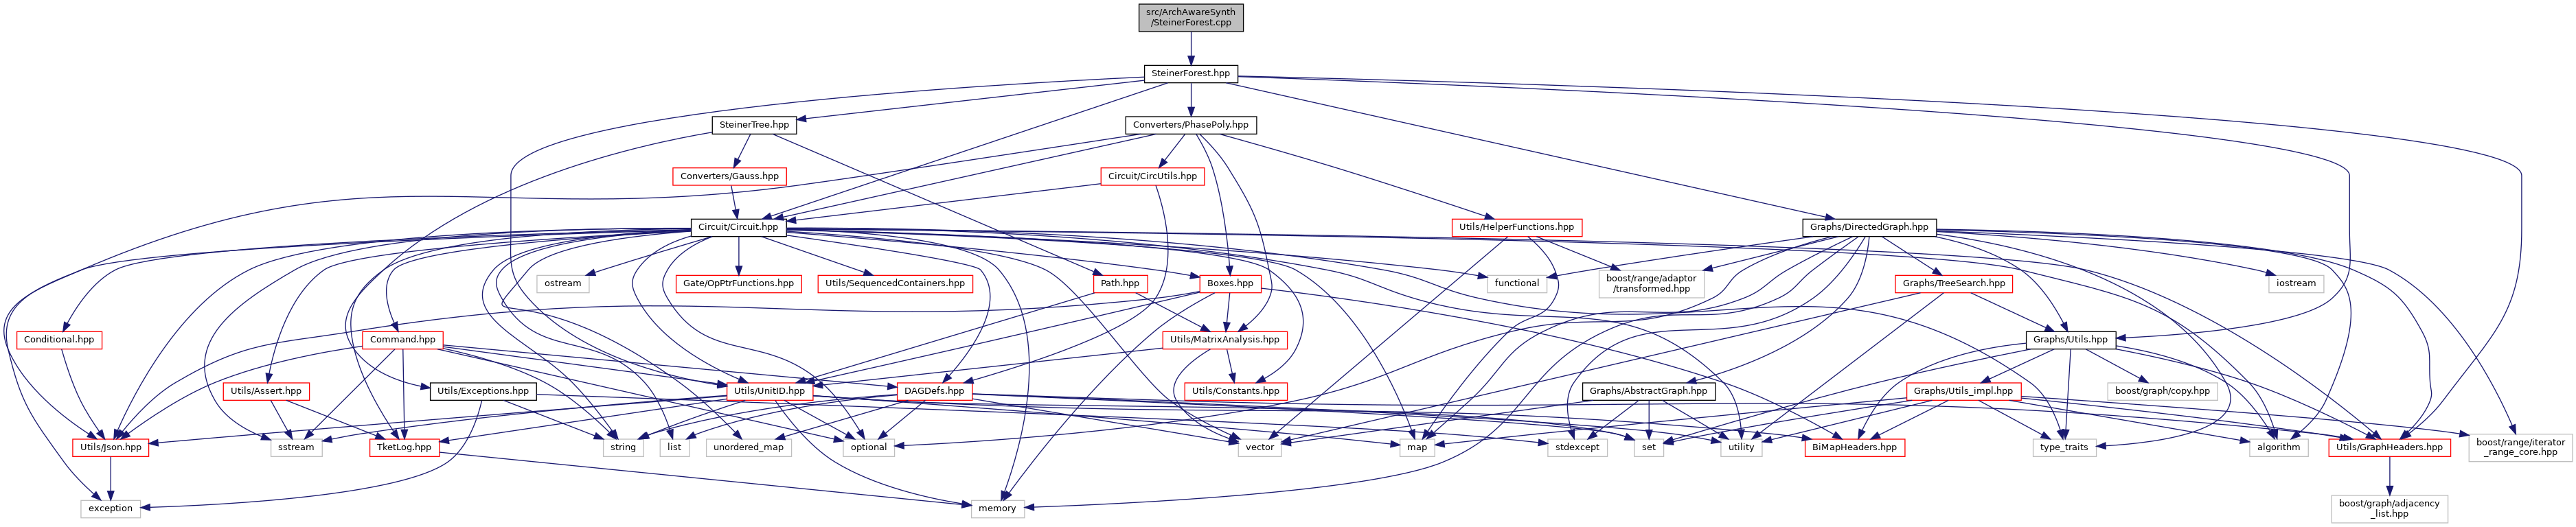 src/ArchAwareSynth
/SteinerForest.cpp
SteinerForest.hpp
SteinerTree.hpp
Converters/PhasePoly.hpp
Converters/Gauss.hpp
Circuit/CircUtils.hpp
Circuit/Circuit.hpp
Utils/HelperFunctions.hpp
Graphs/DirectedGraph.hpp
ostream
Gate/OpPtrFunctions.hpp
Utils/SequencedContainers.hpp
Path.hpp
Boxes.hpp
functional
boost/range/adaptor
/transformed.hpp
Graphs/TreeSearch.hpp
iostream
Conditional.hpp
Command.hpp
Utils/MatrixAnalysis.hpp
Graphs/Utils.hpp
Utils/Assert.hpp
Utils/Exceptions.hpp
Utils/UnitID.hpp
DAGDefs.hpp
Utils/Constants.hpp
Graphs/AbstractGraph.hpp
Graphs/Utils_impl.hpp
boost/graph/copy.hpp
Utils/Json.hpp
sstream
TketLog.hpp
string
list
unordered_map
optional
vector
map
stdexcept
set
utility
BiMapHeaders.hpp
type_traits
algorithm
Utils/GraphHeaders.hpp
boost/range/iterator
_range_core.hpp
exception
memory
boost/graph/adjacency
_list.hpp